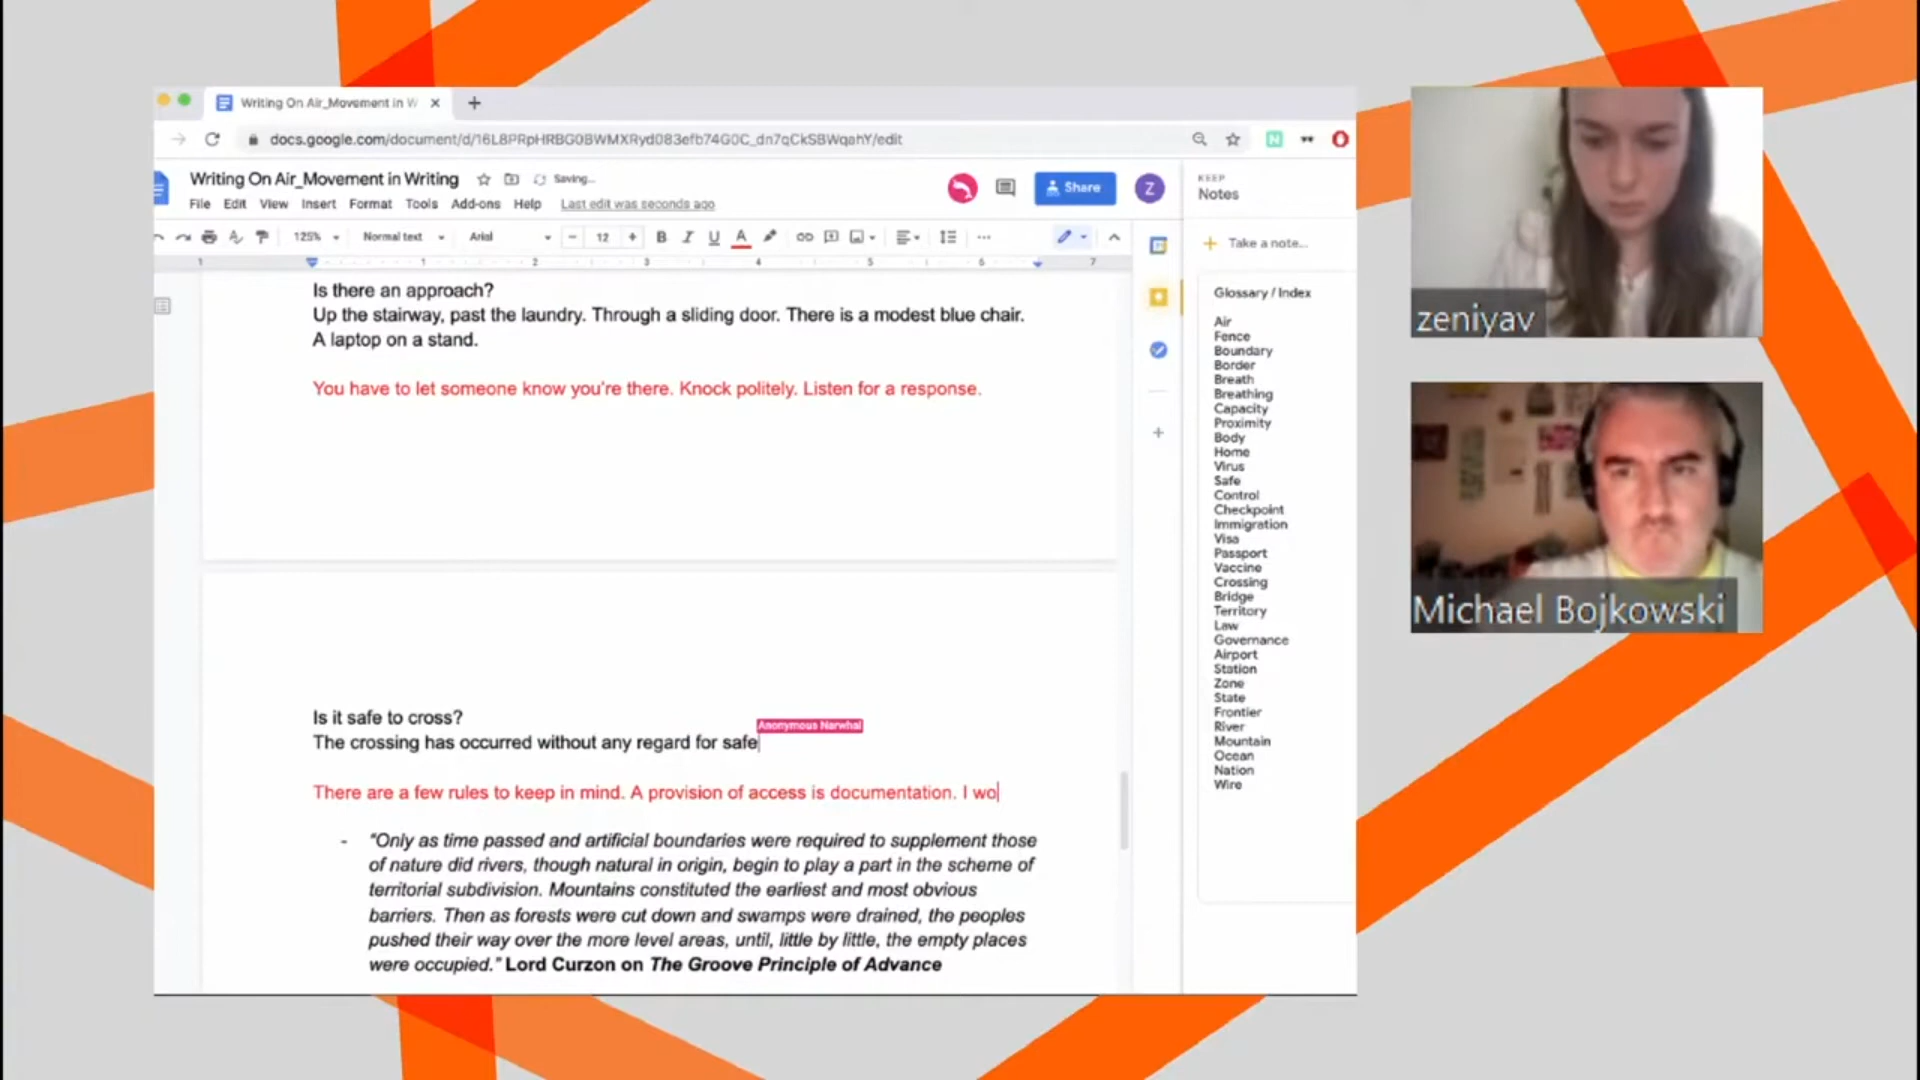 Writing On Air_Movement in W
docs.google.com/document/d/16L8PRpHRBG0BWMXRyd083efb74G0C_dn7qCkSBWqahY/edit
Writing On Air_Movement in Writing
Saving...
Share
Z
File Edit View Insert Format Tools Add-ons Help Last edit was seconds ago
125% Normal text Arial 12 B I U A
1 1 2 3 4 5 6 7
Is there an approach?
Up the stairway, past the laundry. Through a sliding door. There is a modest blue chair.
A laptop on a stand.
You have to let someone know you're there. Knock politely. Listen for a response.
Is it safe to cross?
Anonymous Narwhal
The crossing has occurred without any regard for safe
There are a few rules to keep in mind. A provision of access is documentation. I wo
- “Only as time passed and artificial boundaries were required to supplement those
of nature did rivers, though natural in origin, begin to play a part in the scheme of
territorial subdivision. Mountains constituted the earliest and most obvious
barriers. Then as forests were cut down and swamps were drained, the peoples
pushed their way over the more level areas, until, little by little, the empty places
were occupied.” Lord Curzon on The Groove Principle of Advance
KEEP
Notes
Take a note...
Glossary / Index
Air
Fence
Boundary
Border
Breath
Breathing
Capacity
Proximity
Body
Home
Virus
Safe
Control
Checkpoint
Immigration
Visa
Passport
Vaccine
Crossing
Bridge
Territory
Law
Governance
Airport
Station
Zone
State
Frontier
River
Mountain
Ocean
Nation
Wire
zeniyav
Michael Bojkowski